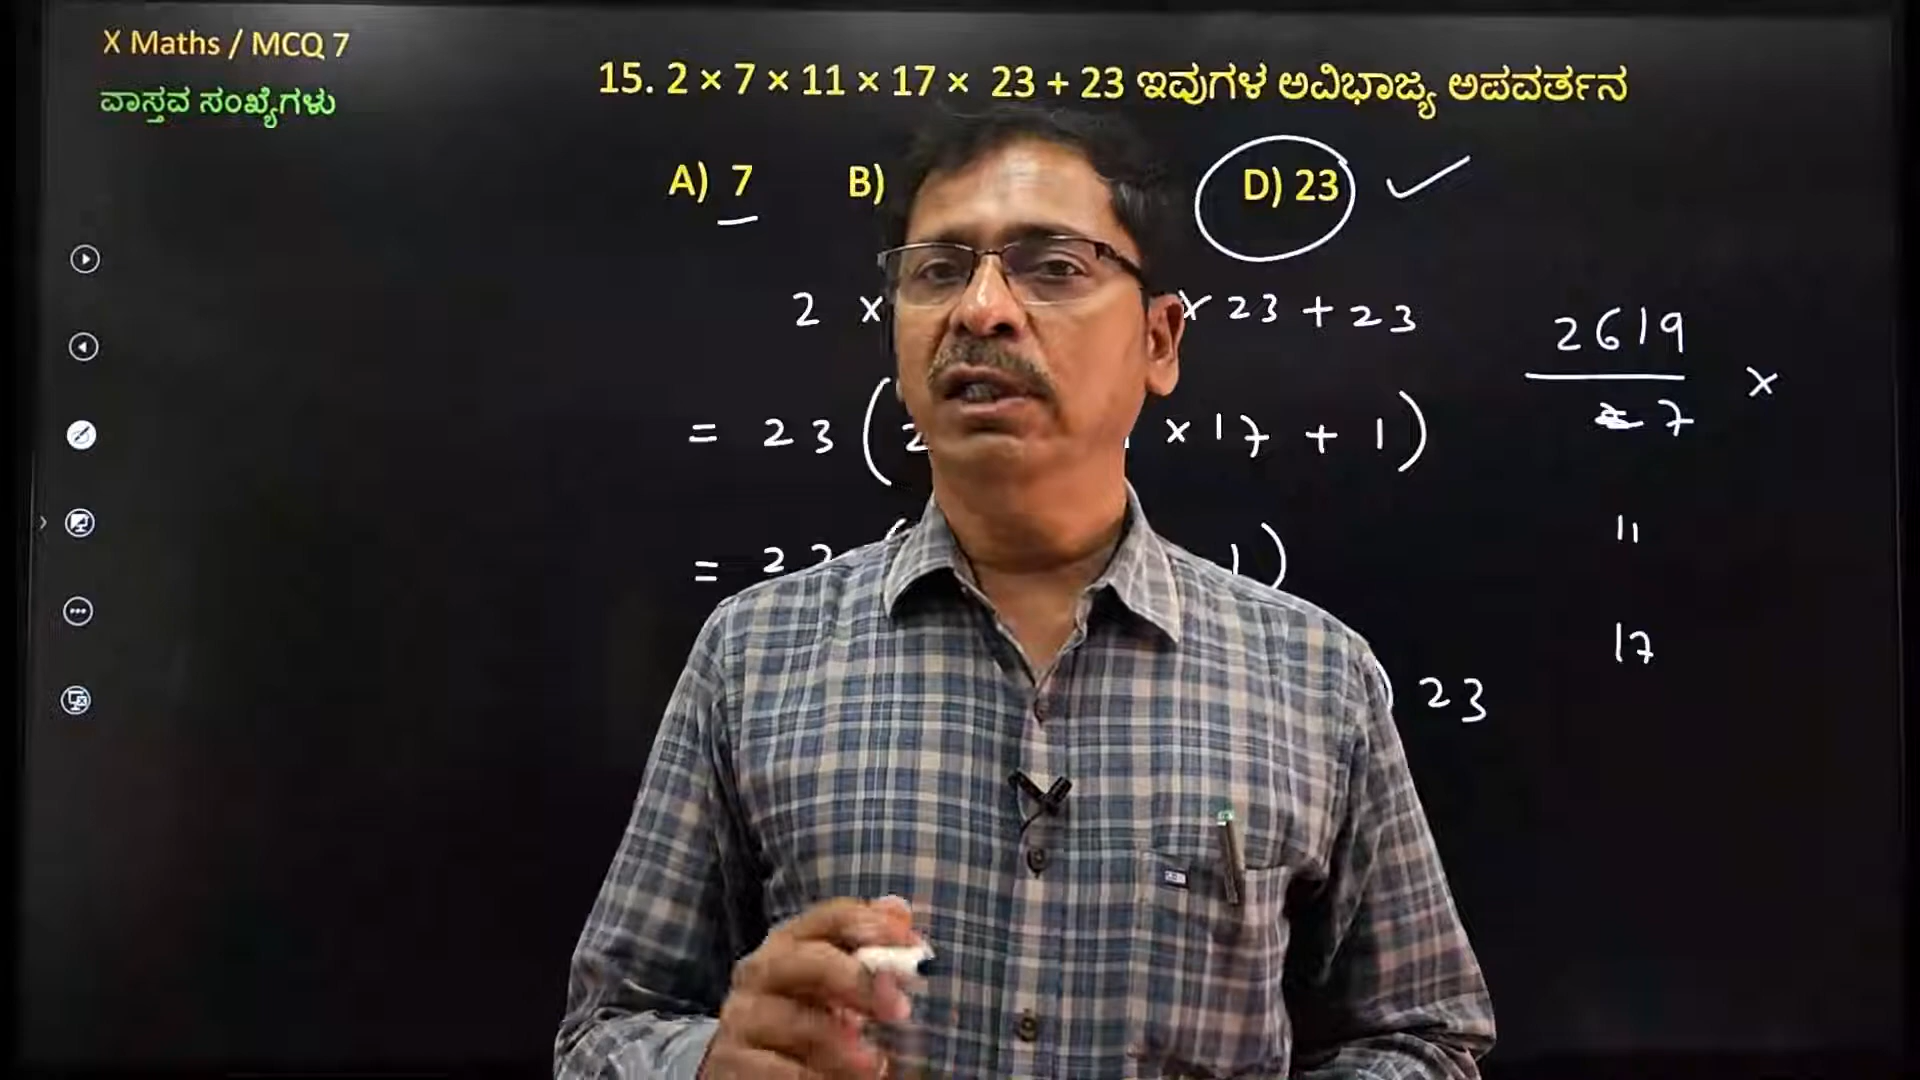 X Maths / MCQ 7
ವಾಸ್ತವ ಸಂಖ್ಯೆಗಳು
15. 2 × 7 × 11 × 17 × 23 + 23 ಇವುಗಳ ಅವಿಭಾಜ್ಯ ಅಪವರ್ತನ
A) 7 B) D) 23 ✓
2 × × 23 + 23
= 23 ( 2 × 17 + 1 )
= 1 )
) 23
2619
7 ×
11
17